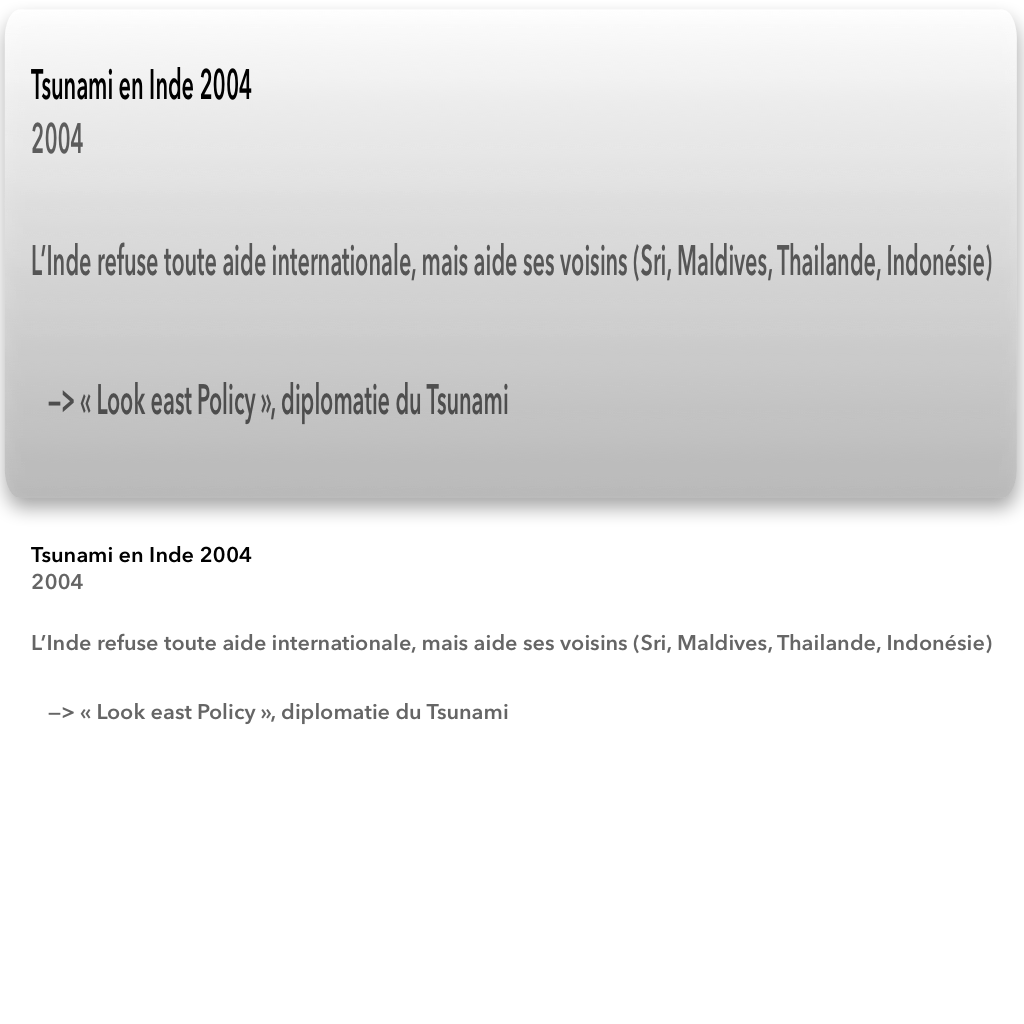 Tsunami en Inde 2004
2004
L’Inde refuse toute aide internationale, mais aide ses voisins (Sri, Maldives, Thailande, Indonésie)
—> « Look east Policy », diplomatie du Tsunami
Tsunami en Inde 2004
2004
L’Inde refuse toute aide internationale, mais aide ses voisins (Sri, Maldives, Thailande, Indonésie)
—> « Look east Policy », diplomatie du Tsunami